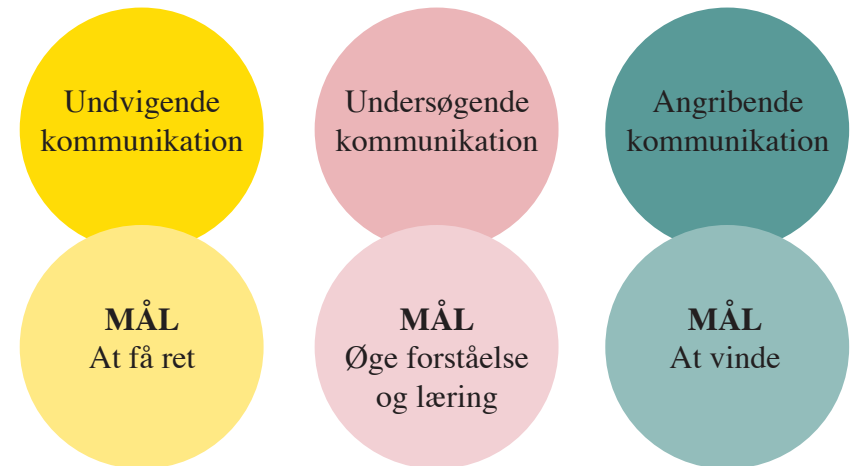 Undvigende
kommunikation
Undersøgende
kommunikation
Angribende
kommunikation
MÅL
At få ret
MÅL
Øge forståelse
og læring
MÅL
At vinde